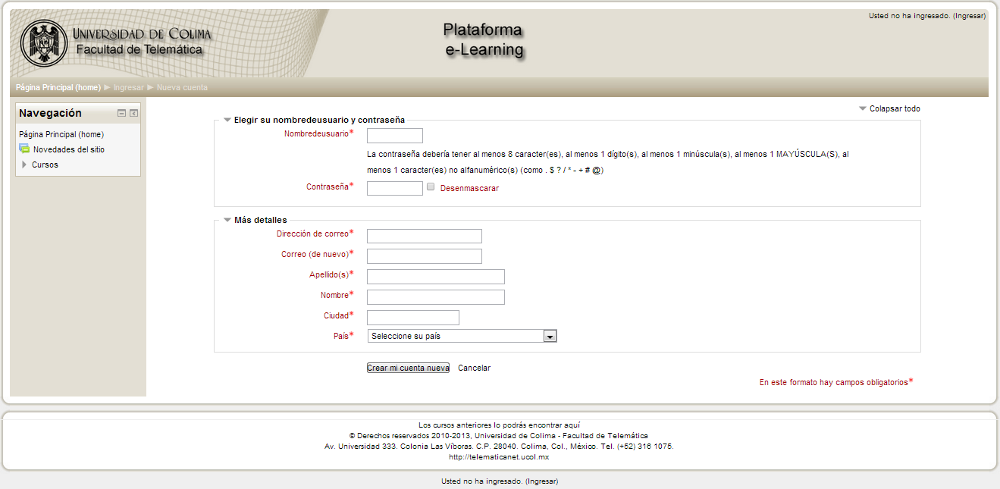 UNIVERSIDAD DE COLIMA
Facultad de Telemática
Plataforma
e-Learning
Usted no ha ingresado. (Ingresar)
Página Principal (home) ► Ingresar ► Nueva cuenta
Navegación
Página Principal (home)
Novedades del sitio
Cursos
Colapsar todo
Elegir su nombredeusuario y contraseña
Nombredeusuario*
La contraseña debería tener al menos 8 caracter(es), al menos 1 dígito(s), al menos 1 minúscula(s), al menos 1 MAYÚSCULA(S), al
menos 1 caracter(es) no alfanumérico(s) (como . $ ? / * - + # @)
Contraseña*
Desenmascarar
Más detalles
Dirección de correo*
Correo (de nuevo)*
Apellido(s)*
Nombre*
Ciudad*
País*
Seleccione su país
Crear mi cuenta nueva
Cancelar
En este formato hay campos obligatorios*
Los cursos anteriores lo podrás encontrar aquí
© Derechos reservados 2010-2013, Universidad de Colima - Facultad de Telemática
Av. Universidad 333. Colonia Las Víboras. C.P. 28040. Colima, Col., México. Tel. (+52) 316 1075.
http://telematicanet.ucol.mx
Usted no ha ingresado. (Ingresar)